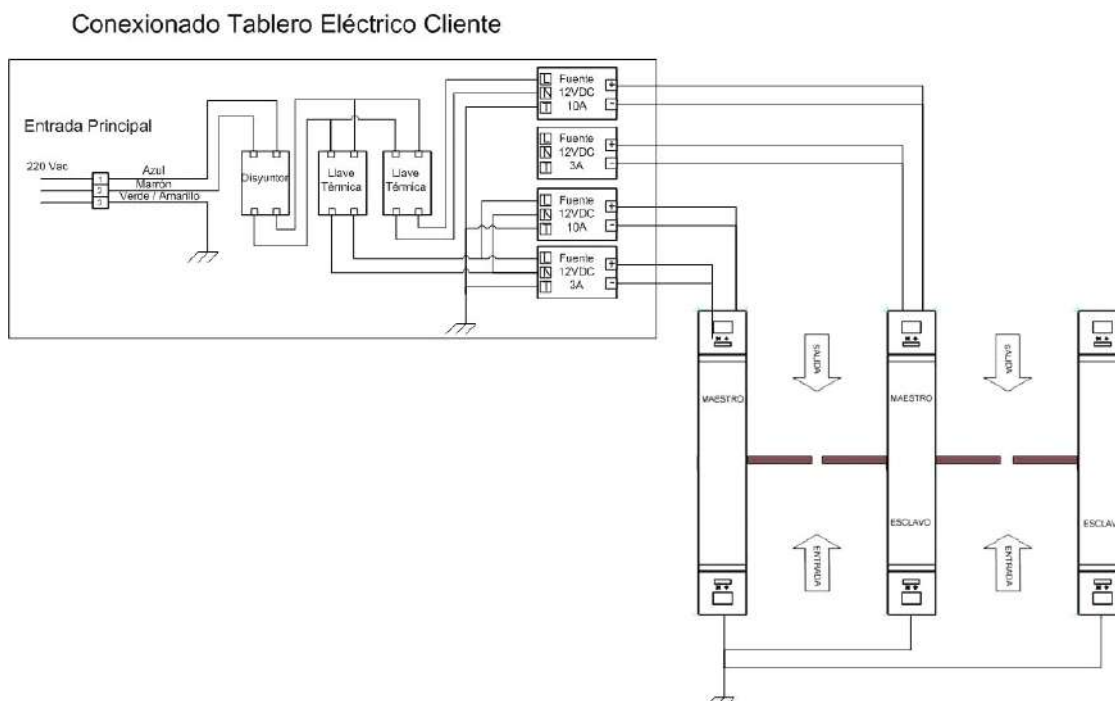 Conexionado Tablero Eléctrico Cliente
Entrada Principal
220 Vac
1
2
3
Azul
Marrón
Verde / Amarillo
Disyuntor
Llave
Térmica
Llave
Térmica
L
N
T
Fuente
12VDC
10A
+
-
L
N
T
Fuente
12VDC
3A
+
-
L
N
T
Fuente
12VDC
10A
+
-
L
N
T
Fuente
12VDC
3A
+
-
MAESTRO
SALIDA
MAESTRO
SALIDA
ENTRADA
ESCLAVO
ENTRADA
ESCLAV